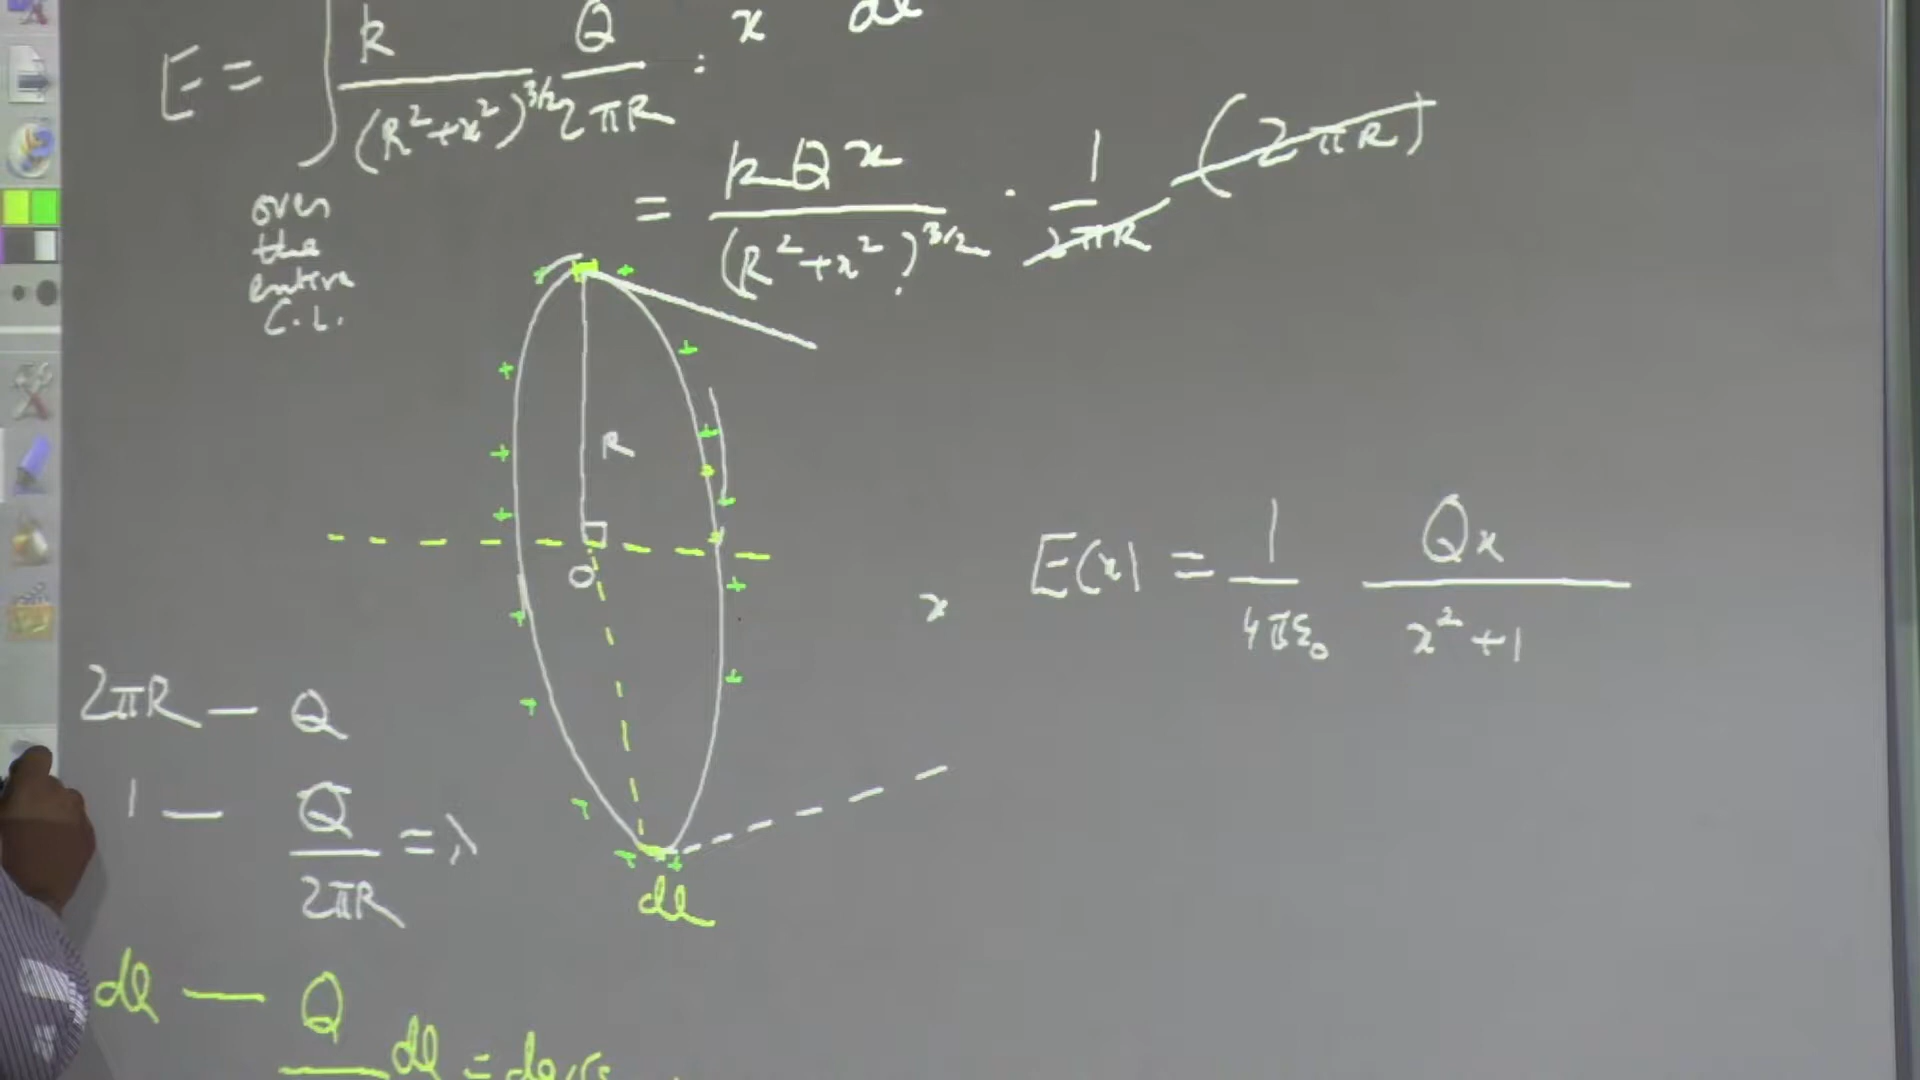 E = ∫ k/(R²+x²)^3/2 Q/2πR . x dl
over
the
entire
C.L.
= kQx/(R²+x²)^3/2 . 1/2πR (2πR)
R
O
x
E(x) = 1/4πε₀ Qx/x²+1
2πR — Q
1 — Q/2πR = λ
dl
dl — Q dl =